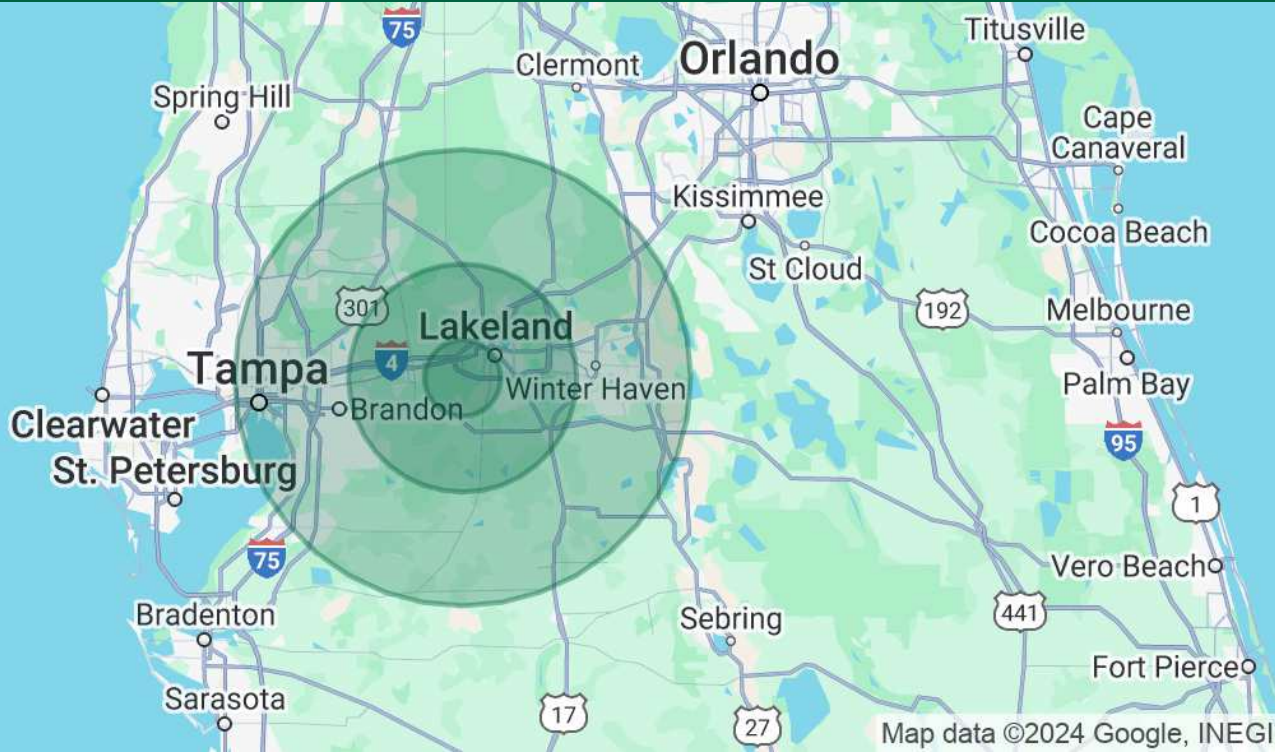 75
Titusville
Orlando
Clermont
Spring Hill
Cape
Canaveral
Kissimmee
Cocoa Beach
St Cloud
301
192
Melbourne
Lakeland
4
Tampa
Winter Haven
Palm Bay
Brandon
Clearwater
95
St. Petersburg
1
75
Vero Beach
Bradenton
Sebring
441
Fort Pierce
Sarasota
17
27
Map data ©2024 Google, INEGI